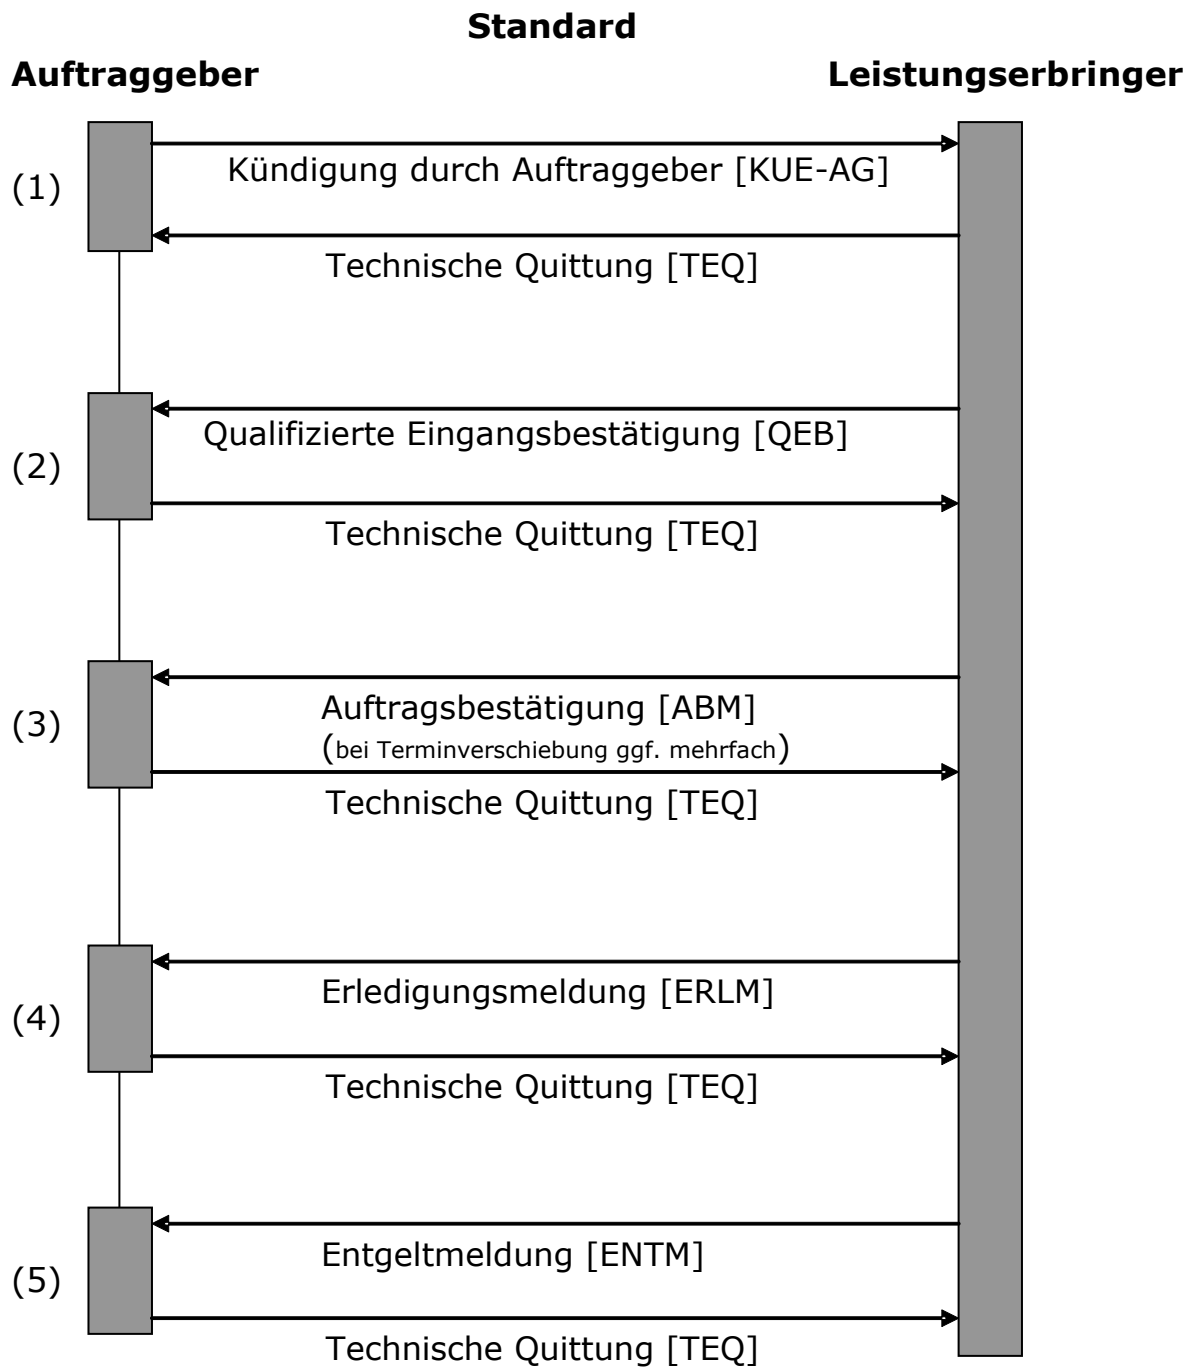 Standard
Auftraggeber
Leistungserbringer
(1)
Kündigung durch Auftraggeber [KUE-AG]
Technische Quittung [TEQ]
(2)
Qualifizierte Eingangsbestätigung [QEB]
Technische Quittung [TEQ]
(3)
Auftragsbestätigung [ABM]
(bei Terminverschiebung ggf. mehrfach)
Technische Quittung [TEQ]
(4)
Erledigungsmeldung [ERLM]
Technische Quittung [TEQ]
(5)
Entgeltmeldung [ENTM]
Technische Quittung [TEQ]